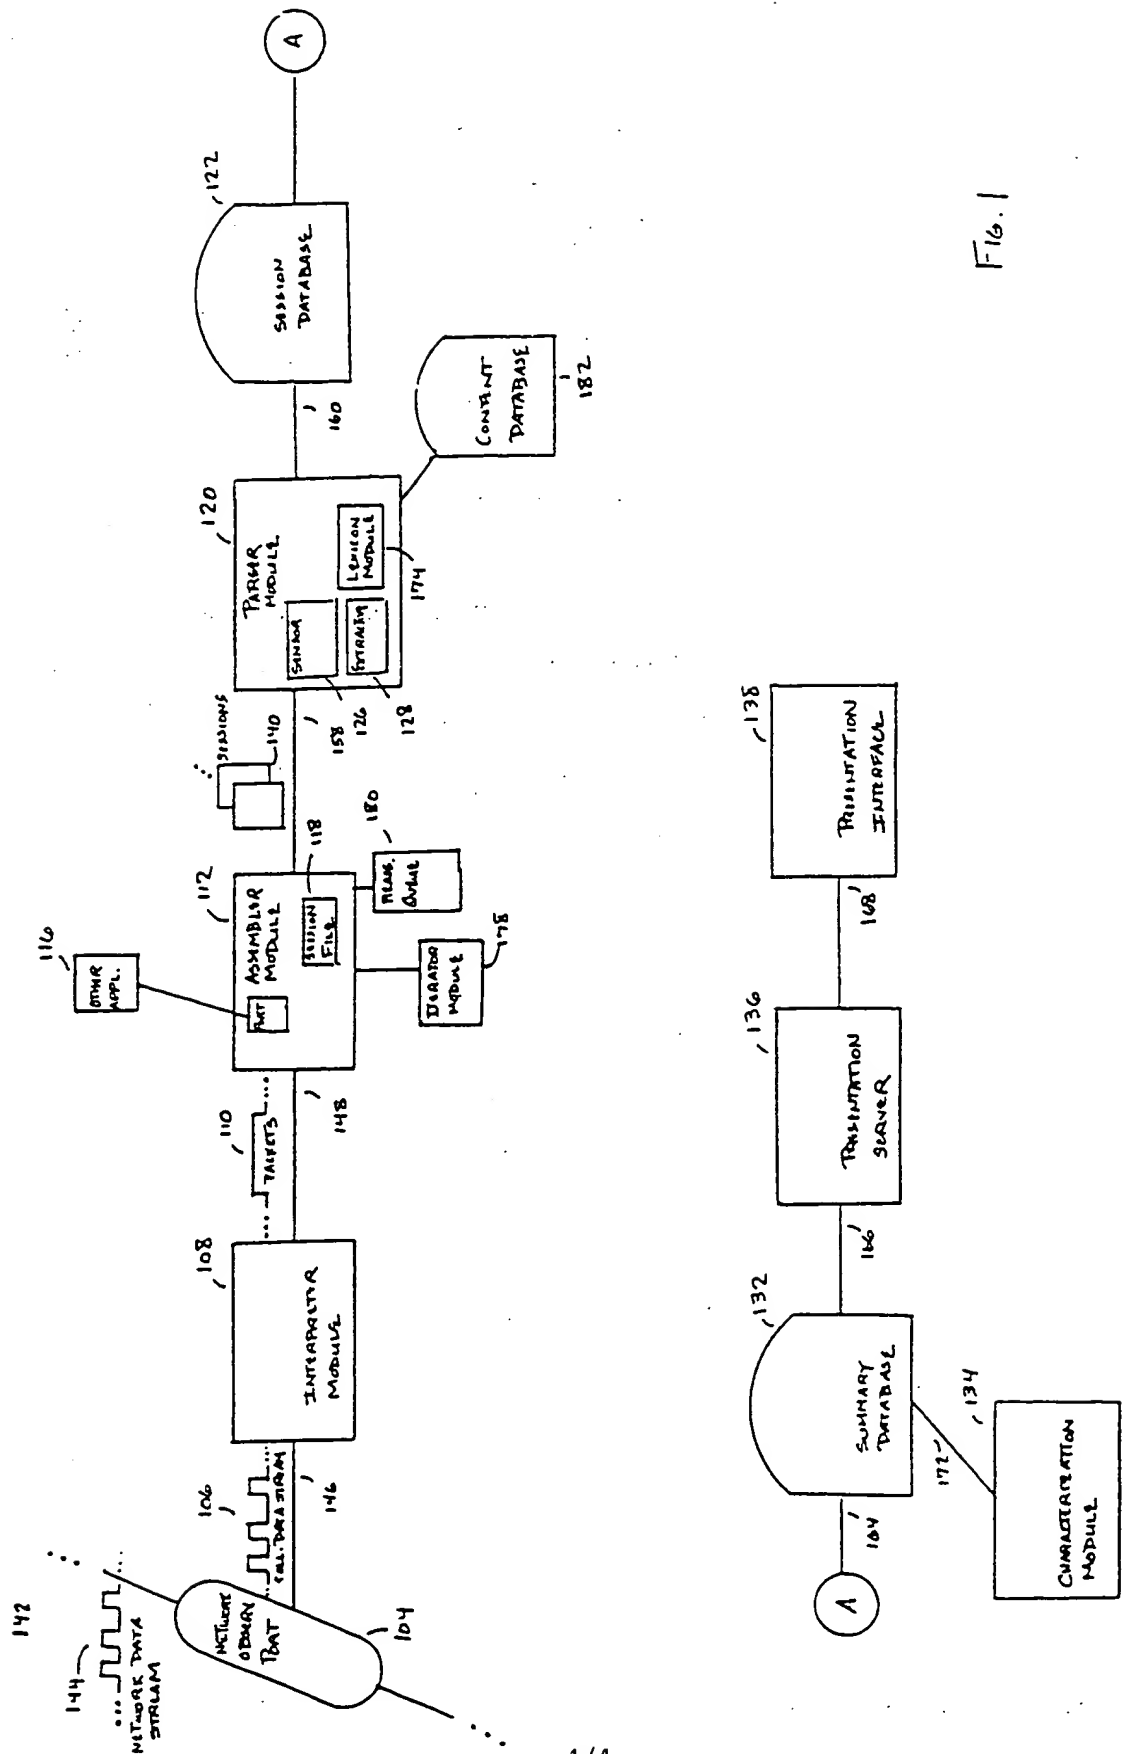 142
144
NETWORK DATA
STREAM
NETWORK
OBSERV.
PORT
104
106
COLL. DATA STREAM
146
108
INTERPRETER
MODULE
110
PACKETS
148
116
OTHER
APPL.
112
PORT
ASSEMBLER
MODULE
118
SESSION
FILE
ITERATOR
MODULE
178
180
QUEUE
SESSIONS
140
158
120
PARSER
MODULE
SENSOR
126
EXTRACTOR
128
LEXICON
MODULE
174
160
CONTENT
DATABASE
182
122
SESSION
DATABASE
A
A
164
132
SUMMARY
DATABASE
172
134
CHARACTERIZATION
MODULE
166
136
PRESENTATION
SERVER
168
138
PRESENTATION
INTERFACE
FIG. 1